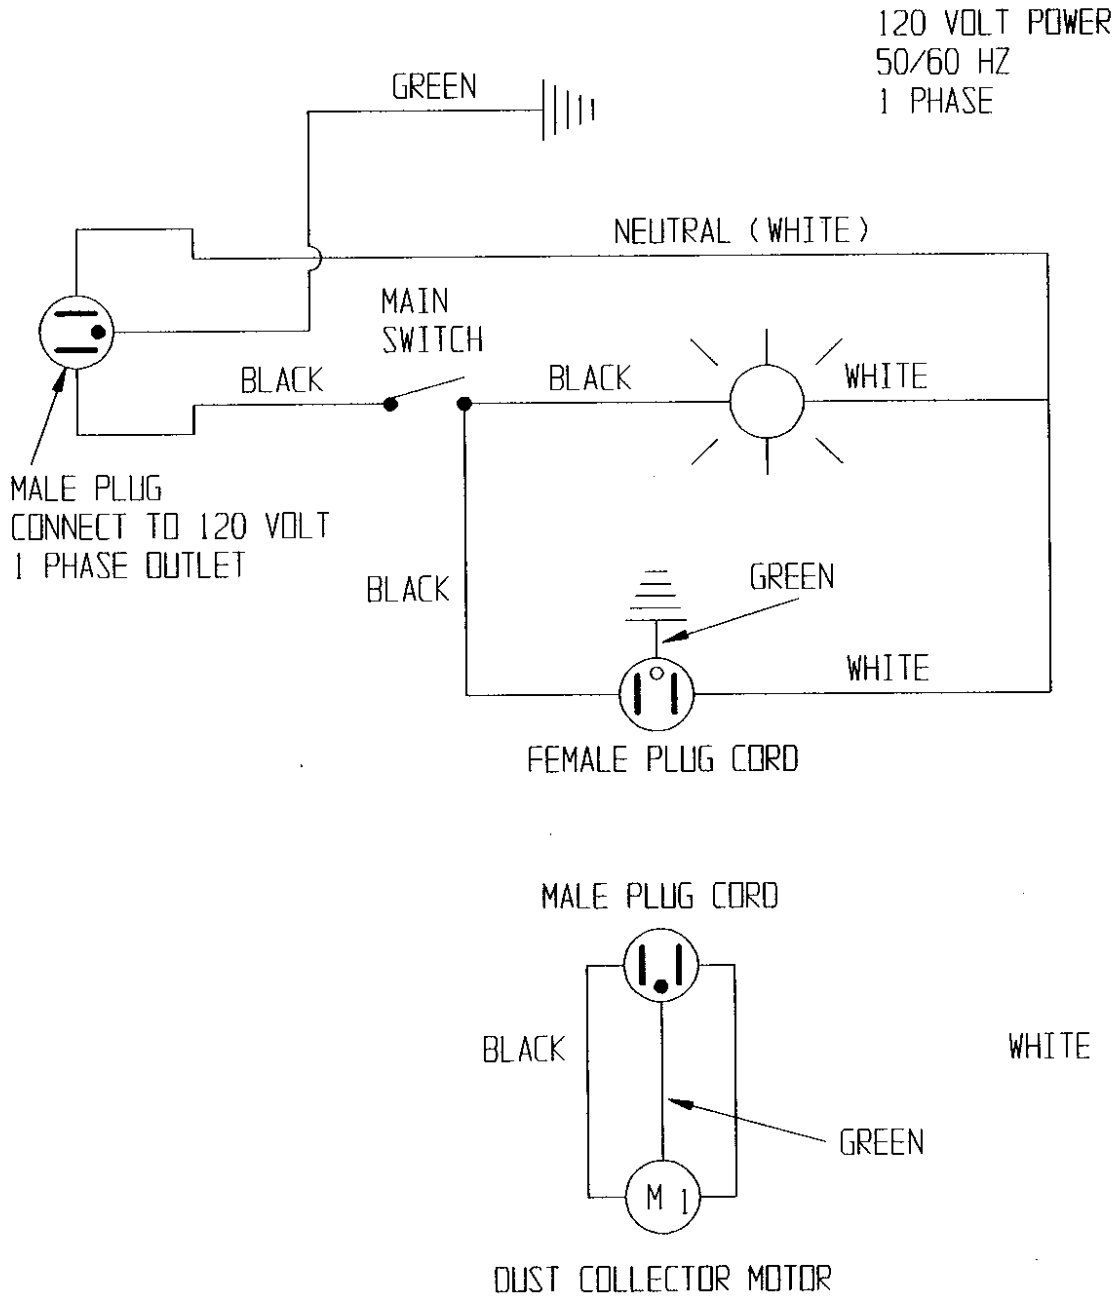 120 VOLT POWER
50/60 HZ
1 PHASE
GREEN
NEUTRAL (WHITE)
MAIN
SWITCH
BLACK
BLACK
WHITE
MALE PLUG
CONNECT TO 120 VOLT
1 PHASE OUTLET
BLACK
GREEN
WHITE
FEMALE PLUG CORD
MALE PLUG CORD
BLACK
WHITE
GREEN
M 1
DUST COLLECTOR MOTOR